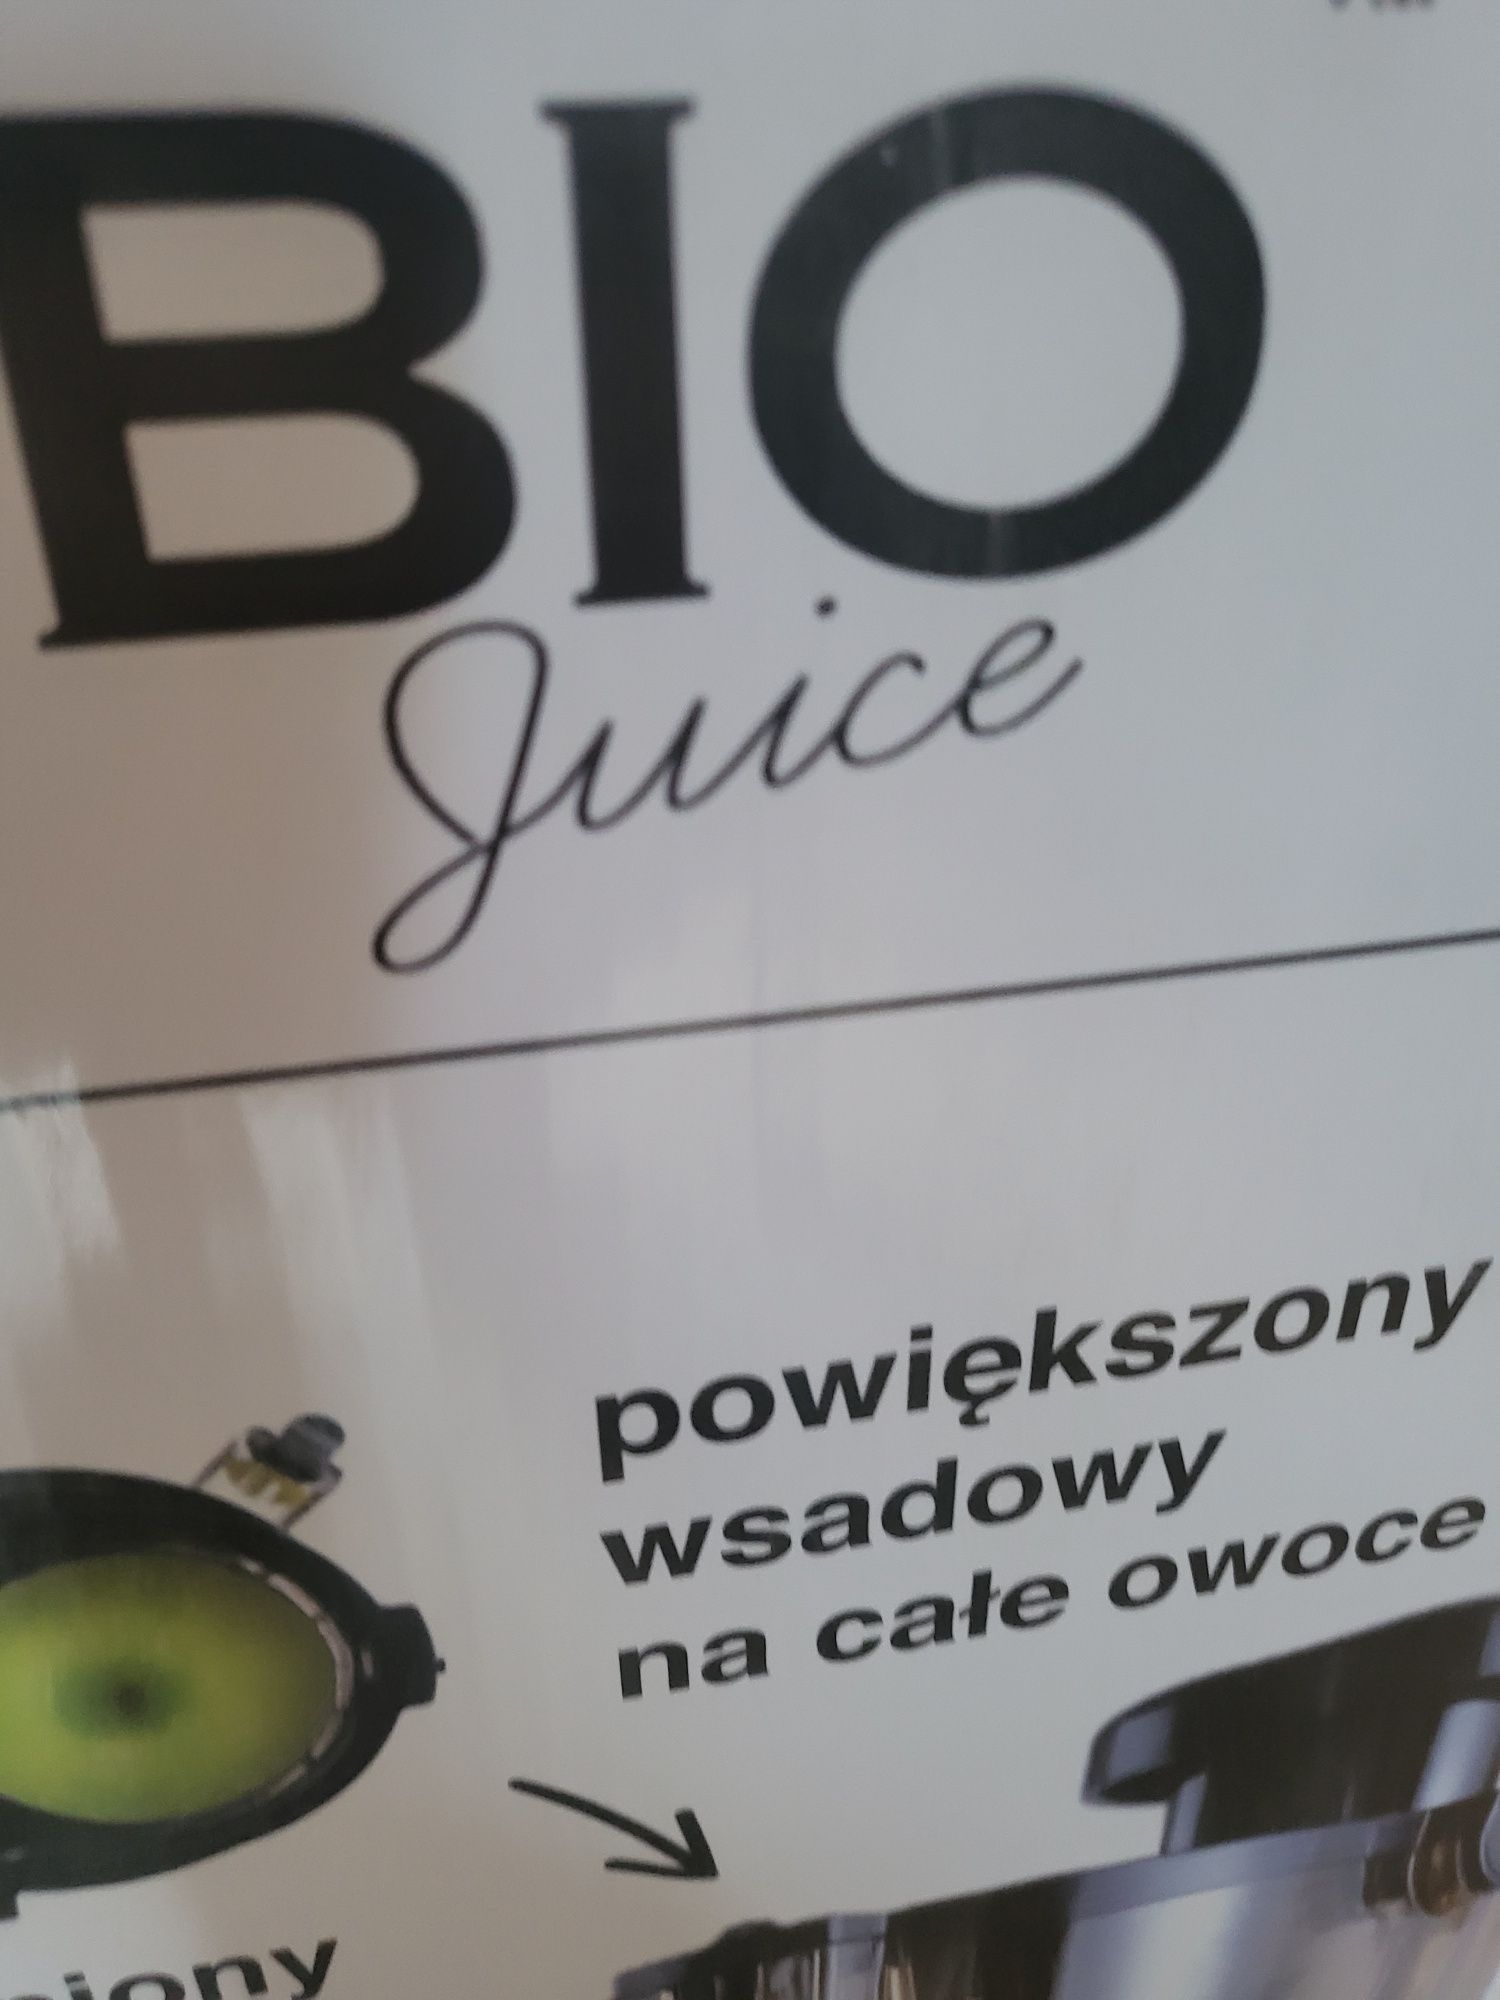 BIO
Juice
powiększony
wsadowy
na całe owoce